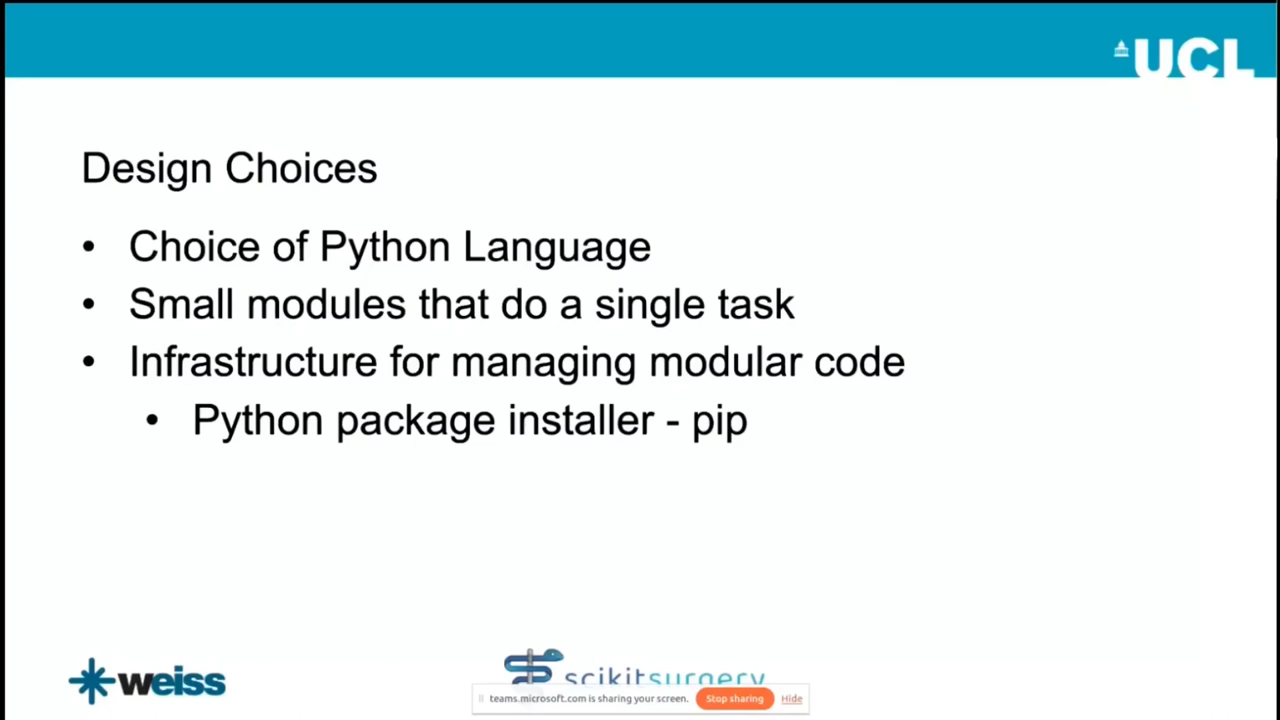 UCL
Design Choices
• Choice of Python Language
• Small modules that do a single task
• Infrastructure for managing modular code
• Python package installer - pip
weiss
scikitsurgery
teams.microsoft.com is sharing your screen. Stop sharing Hide